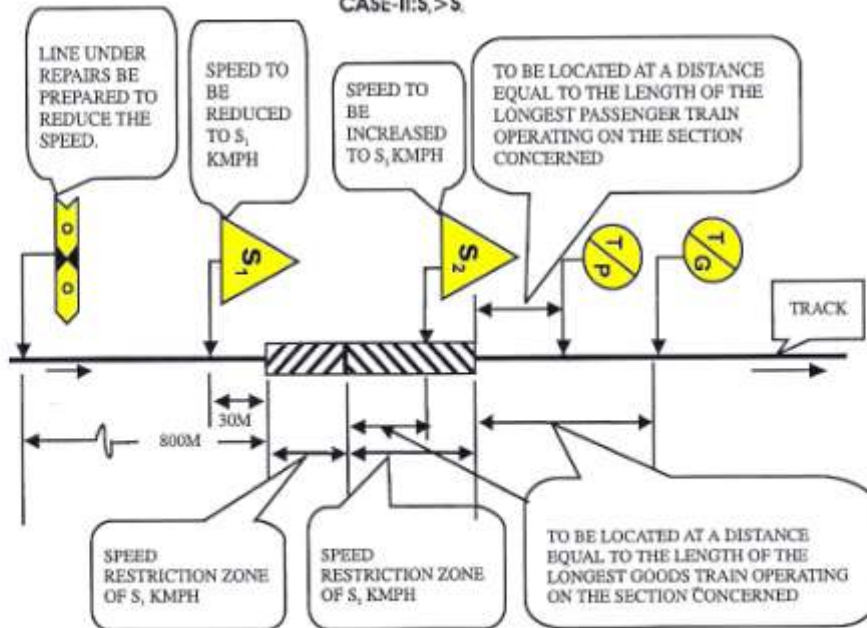 CASE-II:S₂>S₁
LINE UNDER
REPAIRS BE
PREPARED TO
REDUCE THE
SPEED.
SPEED TO
BE
REDUCED
TO S₁
KMPH
SPEED TO
BE
INCREASED
TO S₂ KMPH
TO BE LOCATED AT A DISTANCE
EQUAL TO THE LENGTH OF THE
LONGEST PASSENGER TRAIN
OPERATING ON THE SECTION
CONCERNED
S₁
S₂
T/P
T/G
TRACK
30M
800M
SPEED
RESTRICTION ZONE
OF S₁ KMPH
SPEED
RESTRICTION ZONE
OF S₂ KMPH
TO BE LOCATED AT A DISTANCE
EQUAL TO THE LENGTH OF THE
LONGEST GOODS TRAIN OPERATING
ON THE SECTION CONCERNED